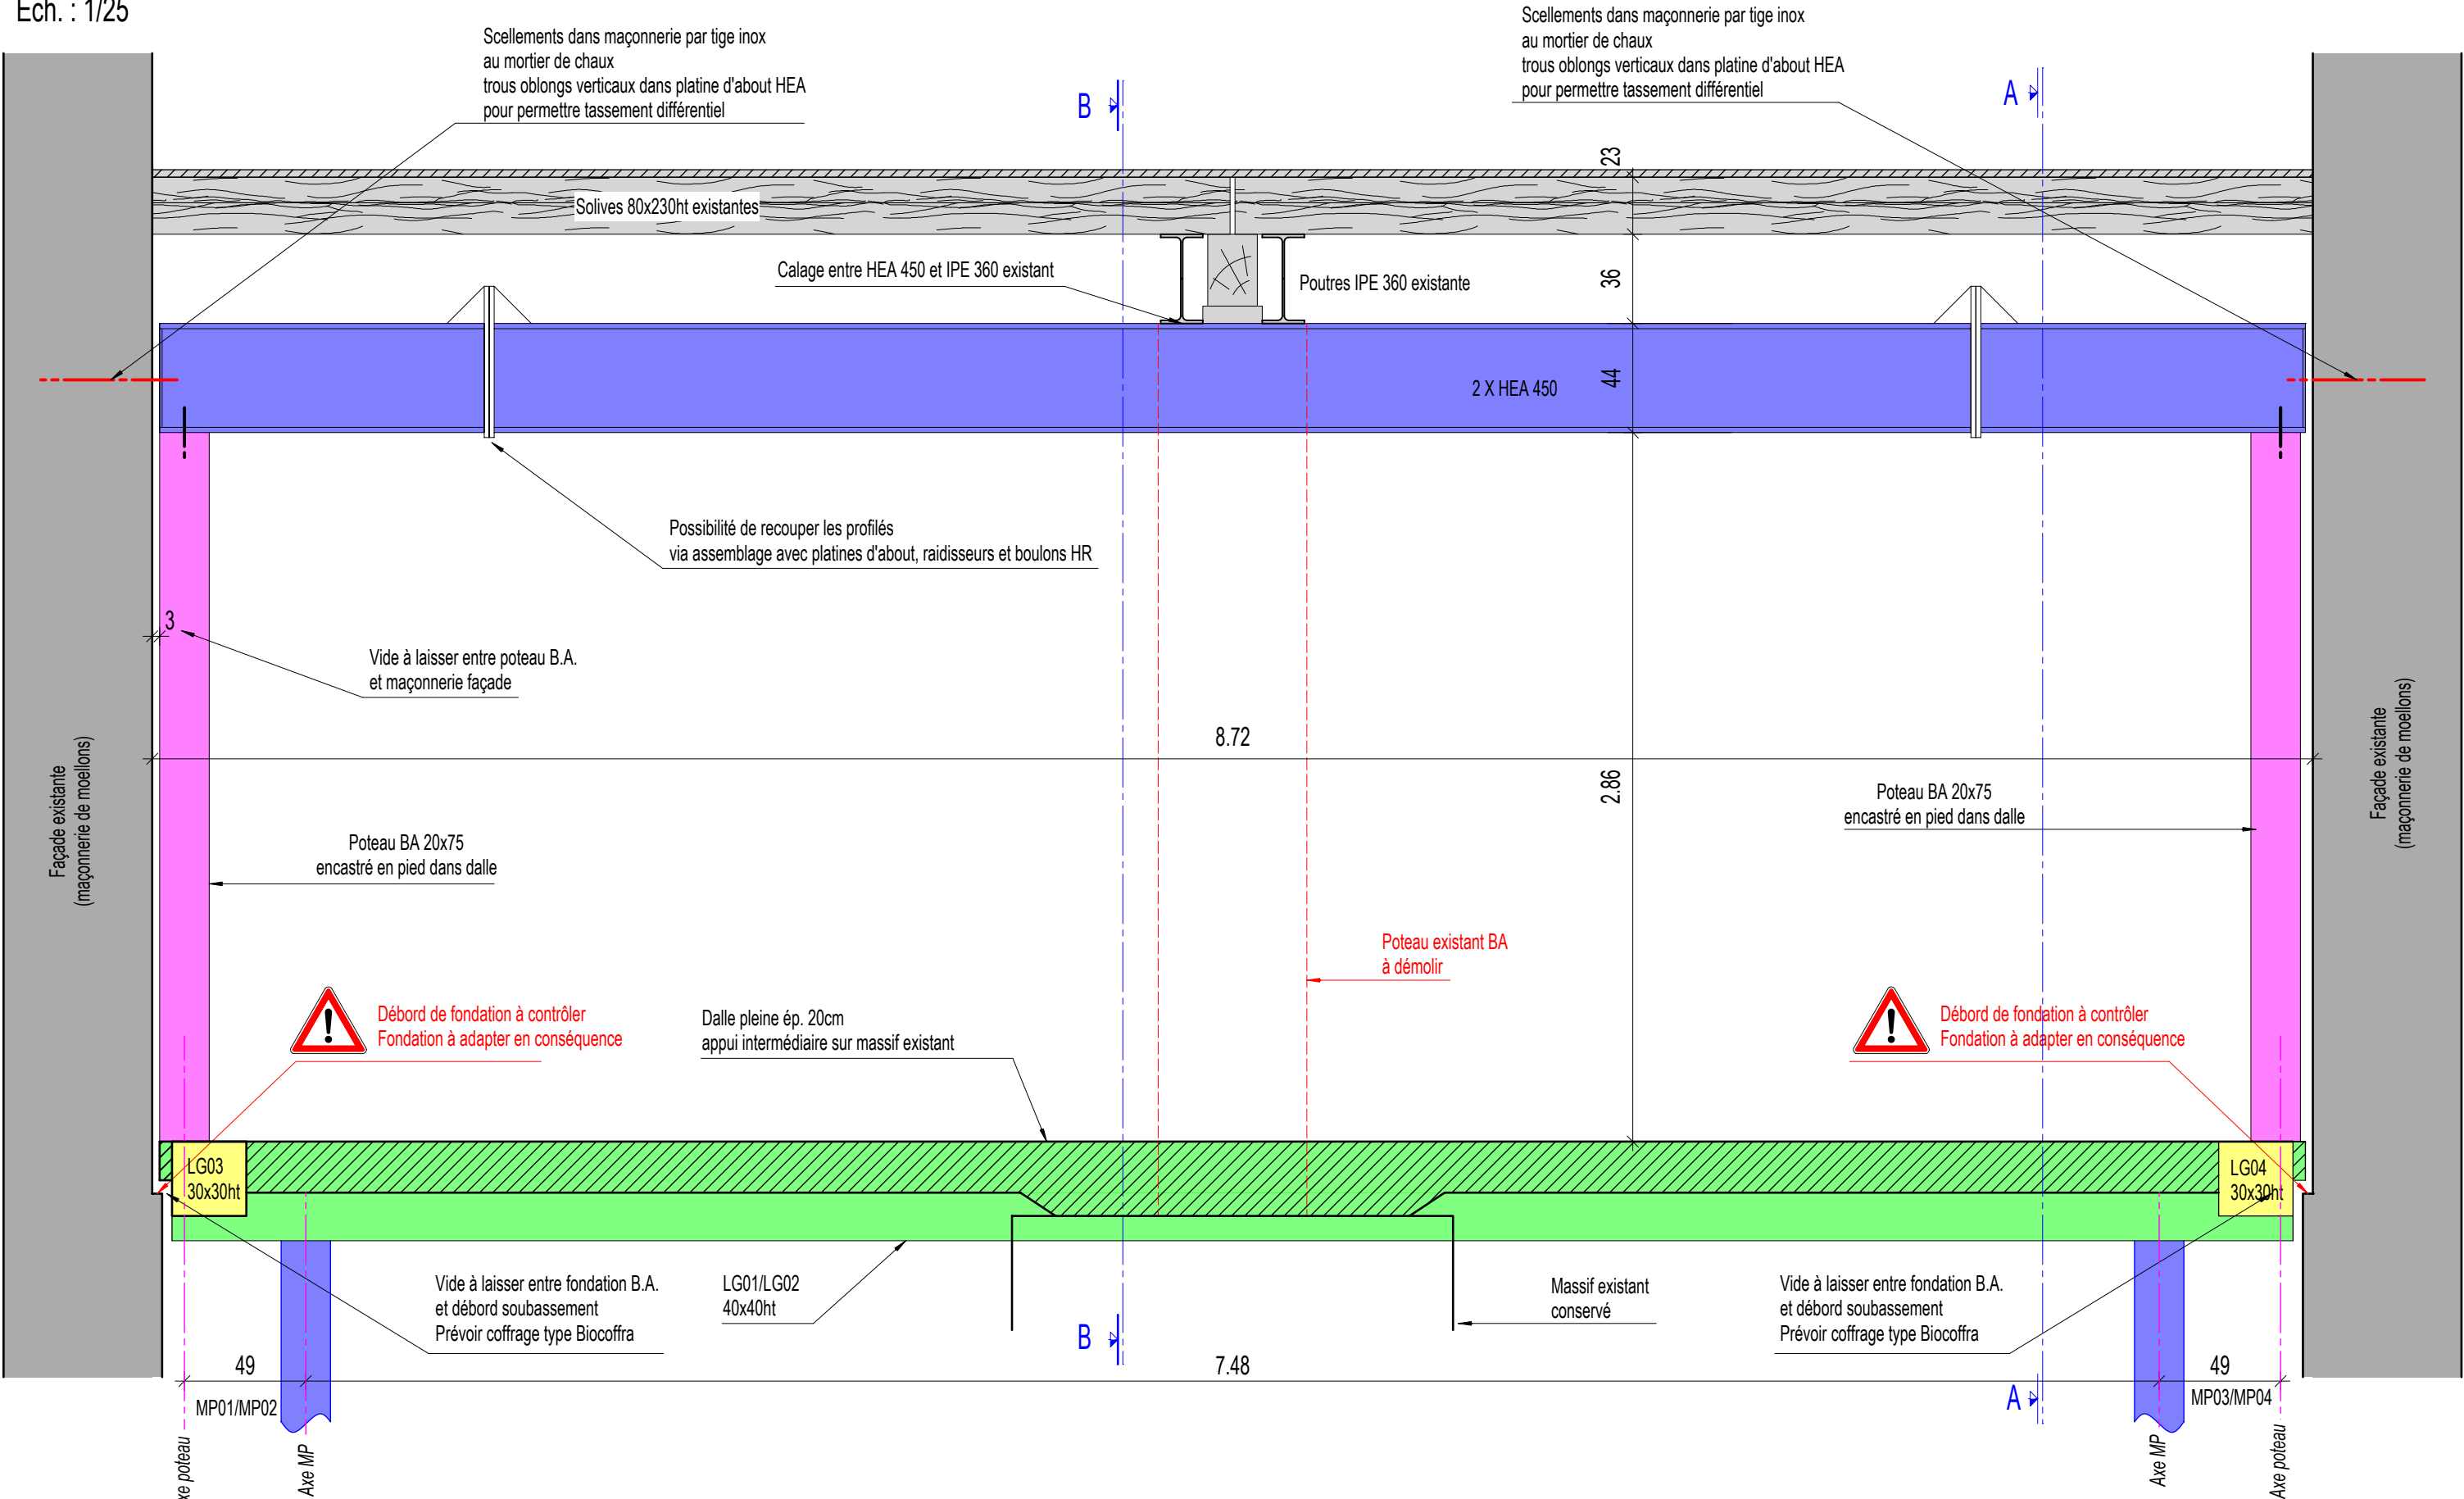 Ech. : 1/25
Scellements dans maçonnerie par tige inox
au mortier de chaux
trous oblongs verticaux dans platine d'about HEA
pour permettre tassement différentiel
Scellements dans maçonnerie par tige inox
au mortier de chaux
trous oblongs verticaux dans platine d'about HEA
pour permettre tassement différentiel
B
A
23
Solives 80x230ht existantes
Calage entre HEA 450 et IPE 360 existant
Poutres IPE 360 existante
36
2 X HEA 450
44
Possibilité de recouper les profilés
via assemblage avec platines d'about, raidisseurs et boulons HR
3
Vide à laisser entre poteau B.A.
et maçonnerie façade
8.72
2.86
Façade existante
(maçonnerie de moellons)
Façade existante
(maçonnerie de moellons)
Poteau BA 20x75
encastré en pied dans dalle
Poteau BA 20x75
encastré en pied dans dalle
Poteau existant BA
à démolir
Débord de fondation à contrôler
Fondation à adapter en conséquence
Dalle pleine ép. 20cm
appui intermédiaire sur massif existant
Débord de fondation à contrôler
Fondation à adapter en conséquence
LG03
30x30ht
LG04
30x30ht
Vide à laisser entre fondation B.A.
et débord soubassement
Prévoir coffrage type Biocoffra
LG01/LG02
40x40ht
Massif existant
conservé
Vide à laisser entre fondation B.A.
et débord soubassement
Prévoir coffrage type Biocoffra
B
49
7.48
49
MP01/MP02
A
MP03/MP04
xe poteau
Axe MP
Axe MP
Axe poteau